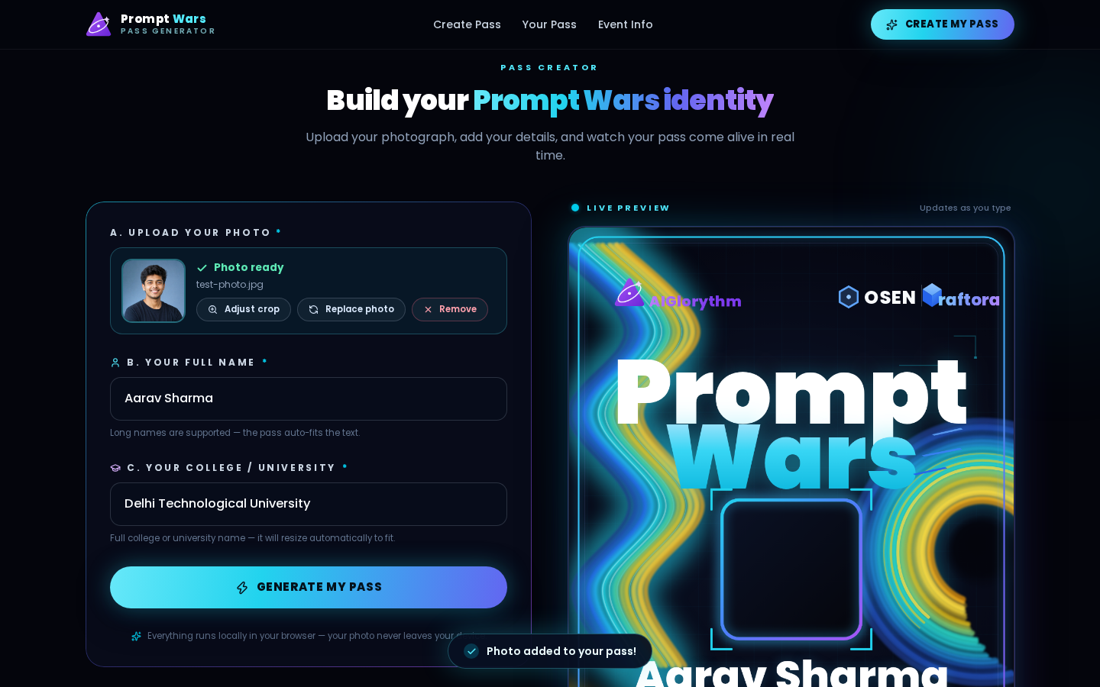 Prompt Wars
PASS GENERATOR
Create Pass
Your Pass
Event Info
CREATE MY PASS
PASS CREATOR
Build your Prompt Wars identity
Upload your photograph, add your details, and watch your pass come alive in real
time.
A. UPLOAD YOUR PHOTO *
Photo ready
test-photo.jpg
Adjust crop
Replace photo
Remove
B. YOUR FULL NAME *
Aarav Sharma
Long names are supported — the pass auto-fits the text.
C. YOUR COLLEGE / UNIVERSITY *
Delhi Technological University
Full college or university name — it will resize automatically to fit.
GENERATE MY PASS
Everything runs locally in your browser — your photo never leaves your
Photo added to your pass!
LIVE PREVIEW
Updates as you type
AIGlorythm
OSEN
raftora
Prompt
Wars
Aarav Sharma